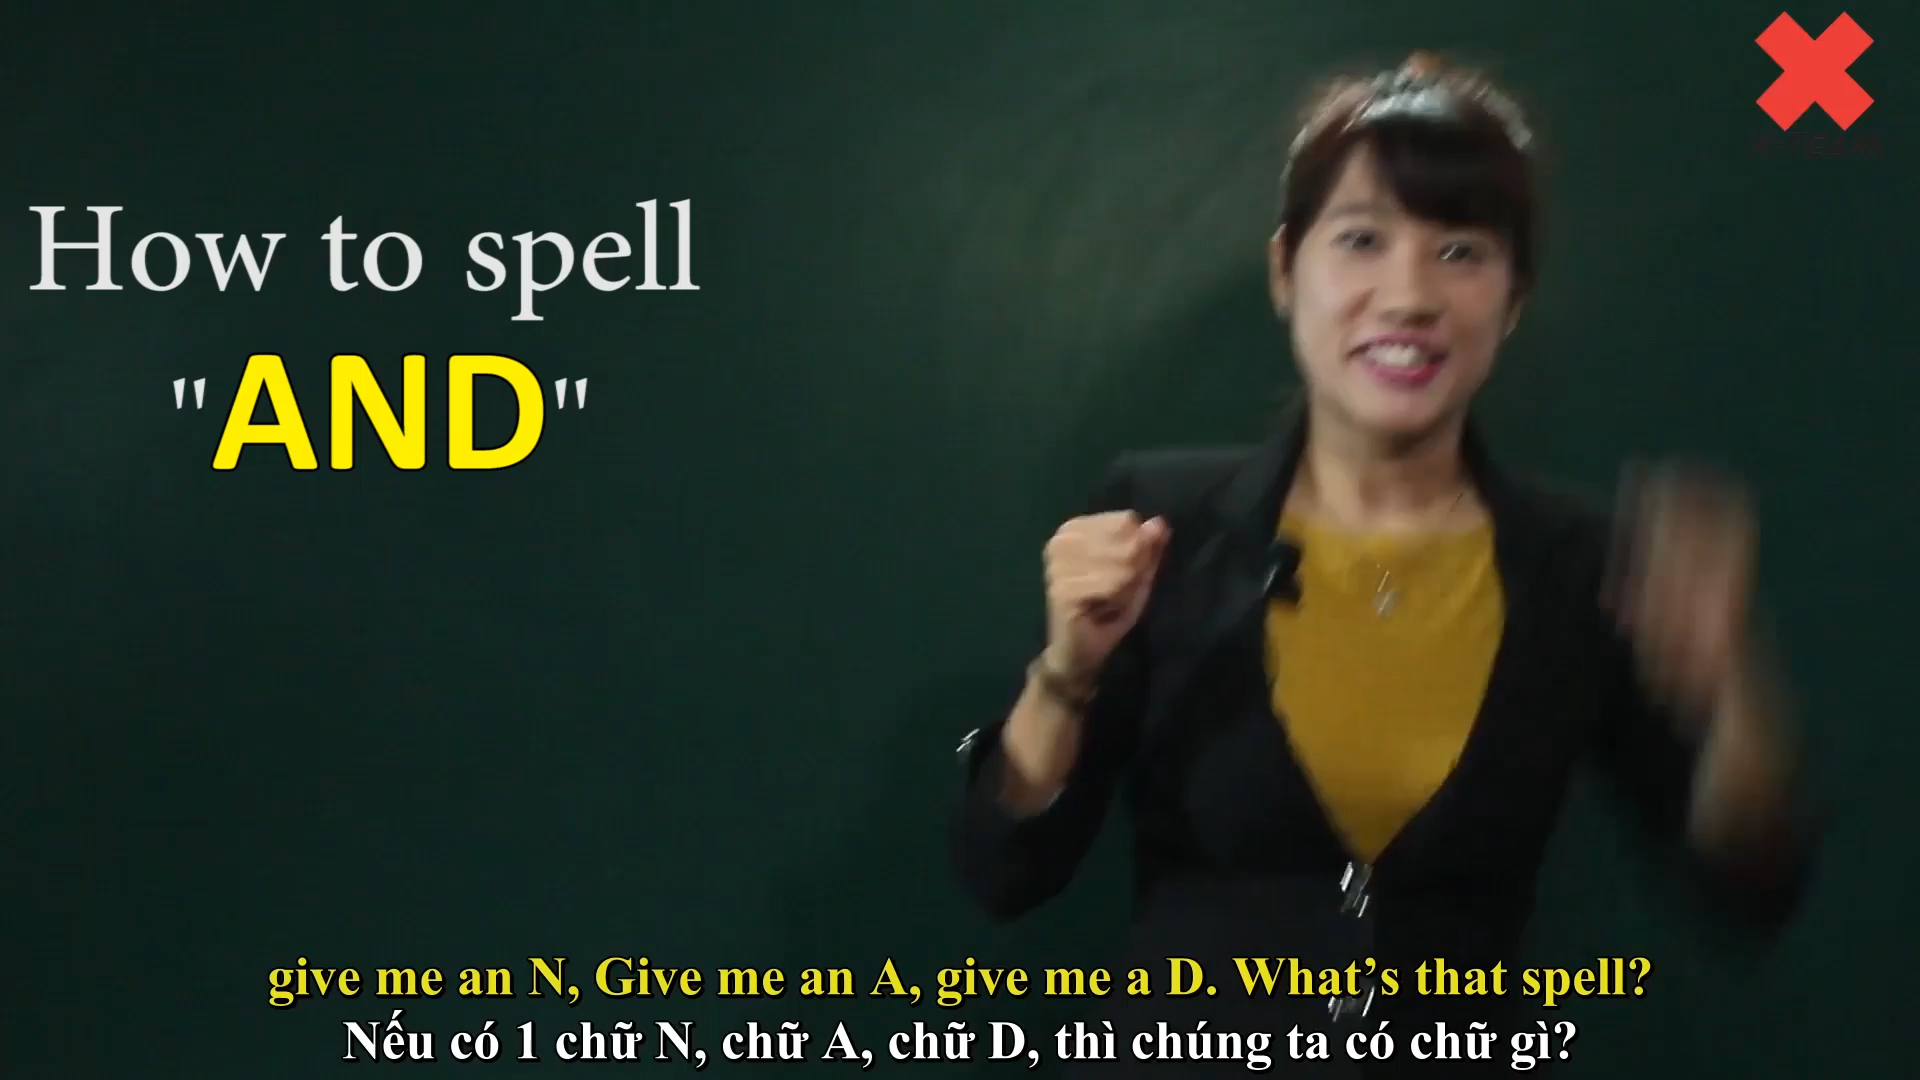 How to spell
"AND"
give me an N, Give me an A, give me a D. What’s that spell?
Nếu có 1 chữ N, chữ A, chữ D, thì chúng ta có chữ gì?